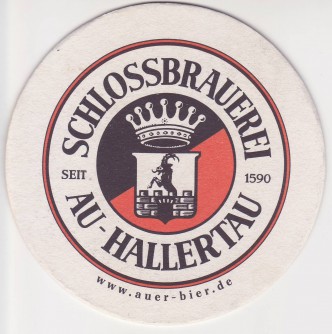 SCHLOSSBRAUEREI
SEIT 1590
AU-HALLERTAU
www.auer-bier.de